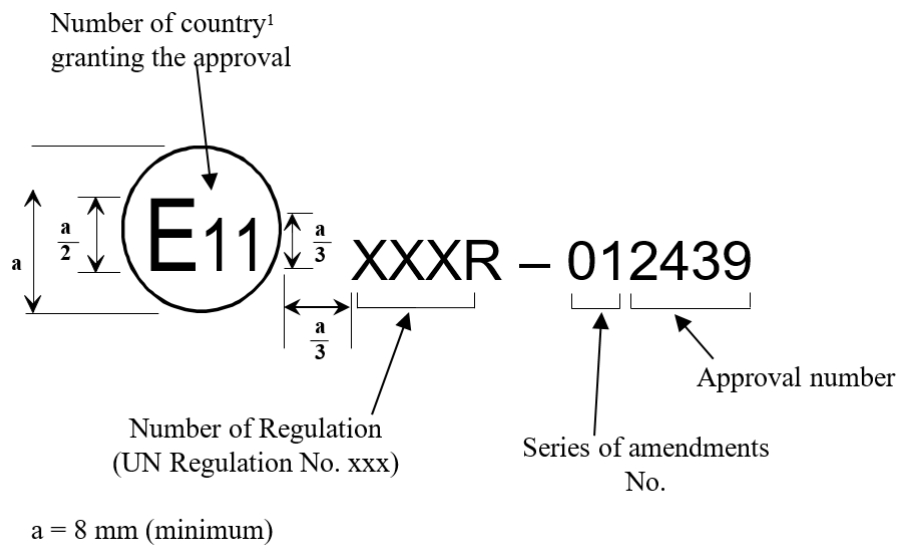 Number of country¹
granting the approval
E11
a
a/2
a/3
XXXR – 012439
a/3
Approval number
Number of Regulation
(UN Regulation No. xxx)
Series of amendments
No.
a = 8 mm (minimum)